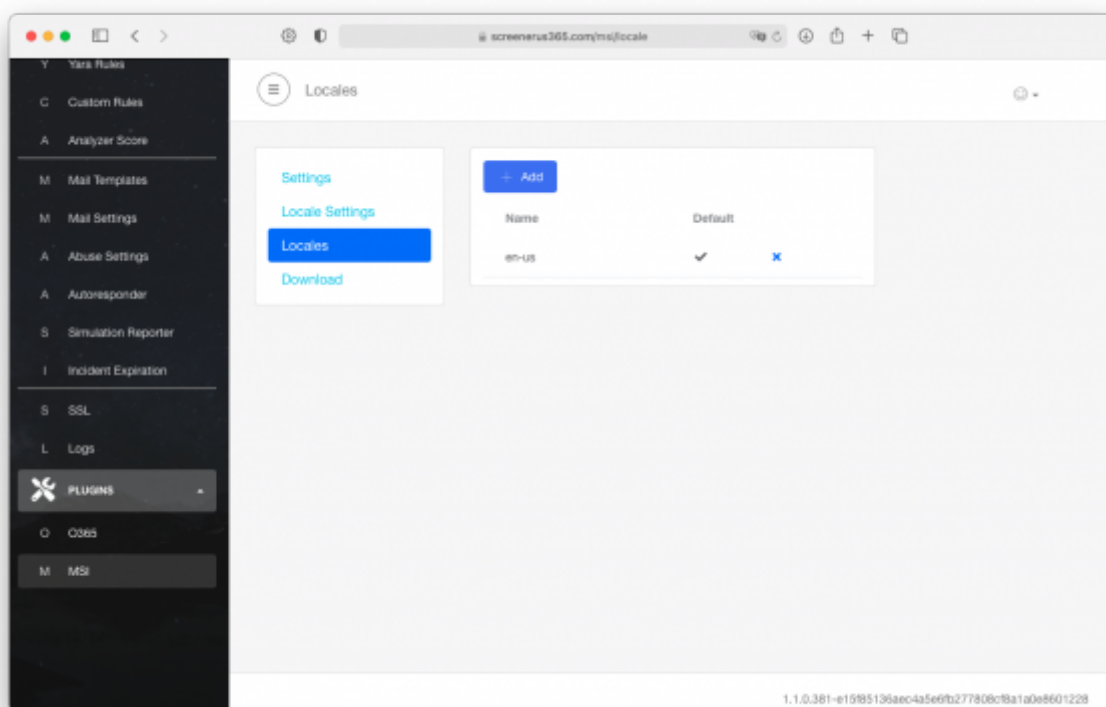 screenerus365.com/msi/locale
Y Yara Rules
C Custom Rules
A Analyzer Score
M Mail Templates
M Mail Settings
A Abuse Settings
A Autoresponder
S Simulation Reporter
I Incident Expiration
S SSL
L Logs
PLUGINS
O O365
M MSI
Locales
Settings
Locale Settings
Locales
Download
+ Add
Name Default
en-us